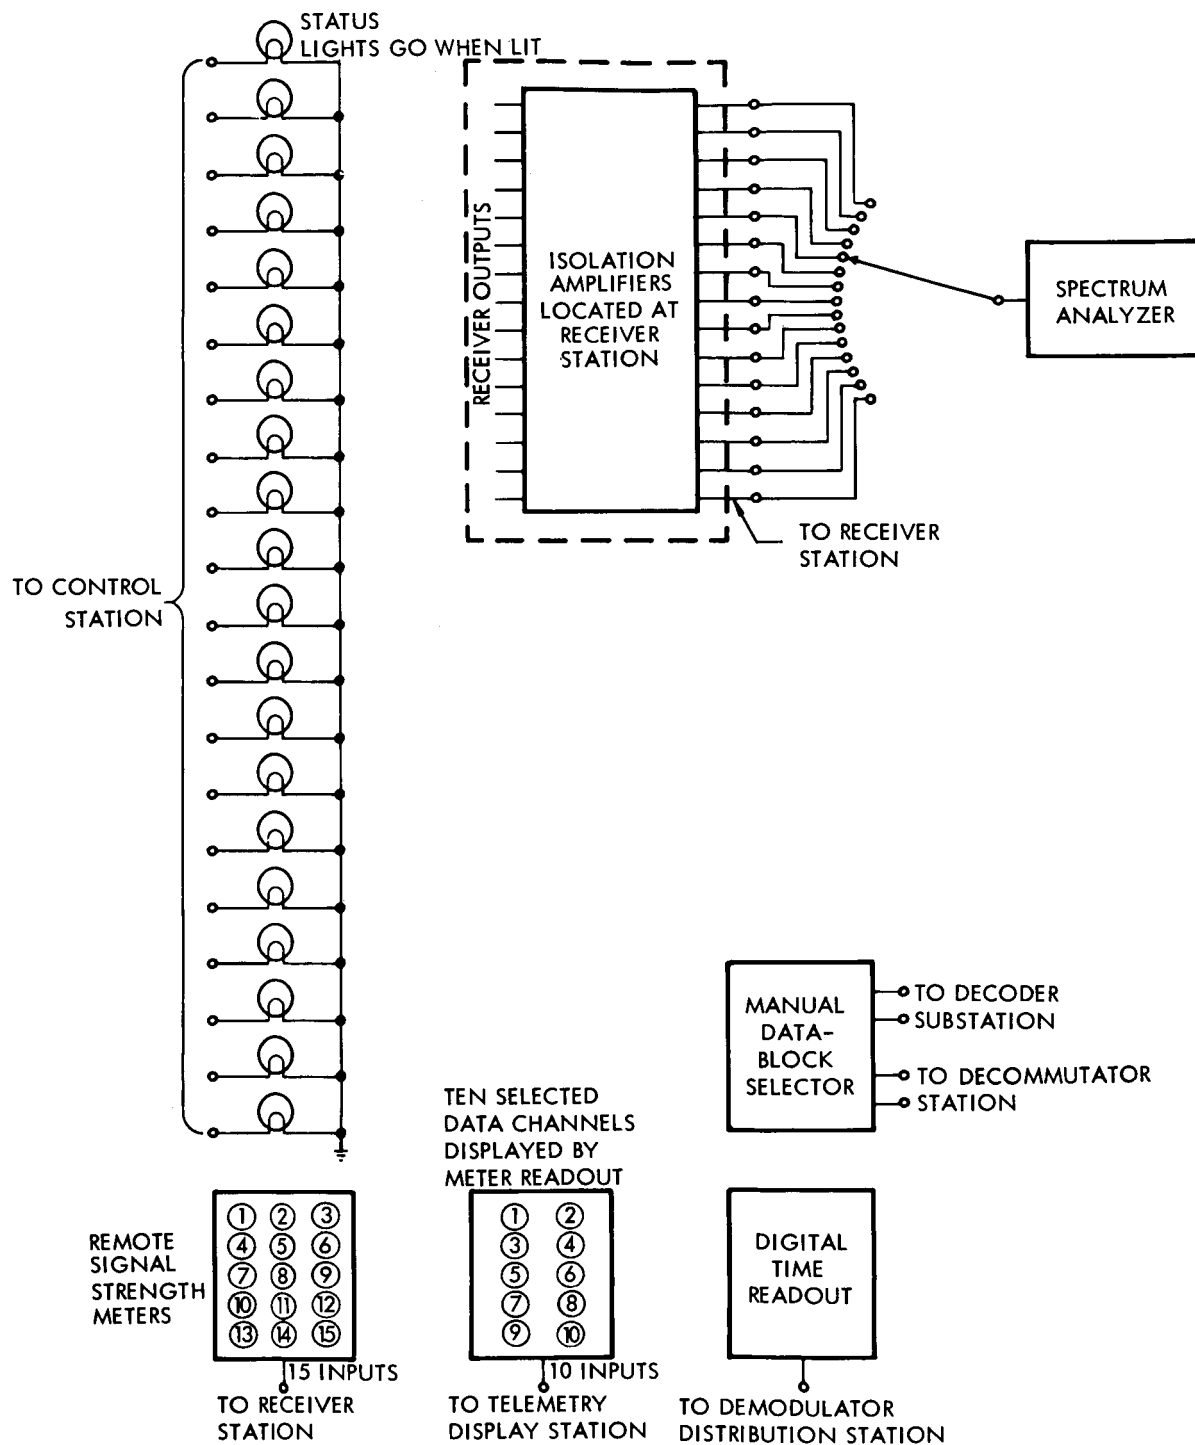 STATUS
LIGHTS GO WHEN LIT
TO CONTROL
STATION
RECEIVER OUTPUTS
ISOLATION
AMPLIFIERS
LOCATED AT
RECEIVER
STATION
SPECTRUM
ANALYZER
TO RECEIVER
STATION
MANUAL
DATA-
BLOCK
SELECTOR
TO DECODER
SUBSTATION
TO DECOMMUTATOR
STATION
REMOTE
SIGNAL
STRENGTH
METERS
1 2 3
4 5 6
7 8 9
10 11 12
13 14 15
15 INPUTS
TO RECEIVER
STATION
TEN SELECTED
DATA CHANNELS
DISPLAYED BY
METER READOUT
1 2
3 4
5 6
7 8
9 10
10 INPUTS
TO TELEMETRY
DISPLAY STATION
DIGITAL
TIME
READOUT
TO DEMODULATOR
DISTRIBUTION STATION